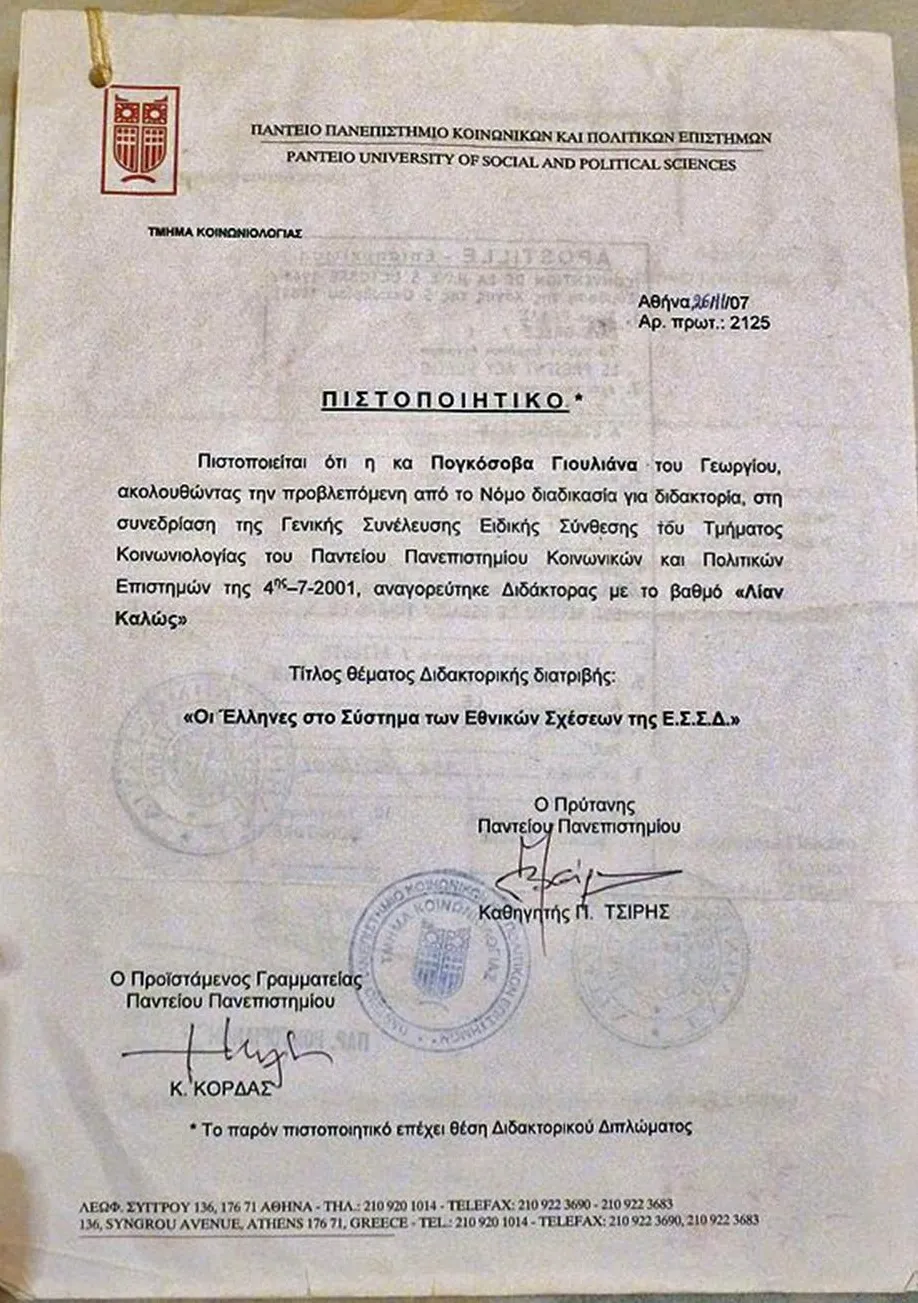 ΠΑΝΤΕΙΟ ΠΑΝΕΠΙΣΤΗΜΙΟ ΚΟΙΝΩΝΙΚΩΝ ΚΑΙ ΠΟΛΙΤΙΚΩΝ ΕΠΙΣΤΗΜΩΝ
PANTEIO UNIVERSITY OF SOCIAL AND POLITICAL SCIENCES
ΤΜΗΜΑ ΚΟΙΝΩΝΙΟΛΟΓΙΑΣ
Αθήνα,26/11/07
Αρ. πρωτ.: 2125
ΠΙΣΤΟΠΟΙΗΤΙΚΟ *
Πιστοποιείται ότι η κα Πογκόσοβα Γιουλιάνα του Γεωργίου,
ακολουθώντας την προβλεπόμενη από το Νόμο διαδικασία για διδακτορία, στη
συνεδρίαση της Γενικής Συνέλευσης Ειδικής Σύνθεσης του Τμήματος
Κοινωνιολογίας του Παντείου Πανεπιστημίου Κοινωνικών και Πολιτικών
Επιστημών της 4ης–7-2001, αναγορεύτηκε Διδάκτορας με το βαθμό «Λίαν
Καλώς»
Τίτλος θέματος Διδακτορικής διατριβής:
«Οι Έλληνες στο Σύστημα των Εθνικών Σχέσεων της Ε.Σ.Σ.Δ.»
Ο Πρύτανης
Παντείου Πανεπιστημίου
Καθηγητής Π. ΤΣΙΡΗΣ
ΤΜΗΜΑ ΚΟΙΝΩΝΙΟΛΟΓΙΑΣ
Ο Προϊστάμενος Γραμματείας
Παντείου Πανεπιστημίου
Κ. ΚΟΡΔΑΣ
* Το παρόν πιστοποιητικό επέχει θέση Διδακτορικού Διπλώματος
ΛΕΩΦ. ΣΥΓΓΡΟΥ 136, 176 71 ΑΘΗΝΑ - ΤΗΛ.: 210 920 1014 - TELEFAX: 210 922 3690 - 210 922 3683
136, SYNGROU AVENUE, ATHENS 176 71, GREECE - TEL.: 210 920 1014 - TELEFAX: 210 922 3690, 210 922 3683